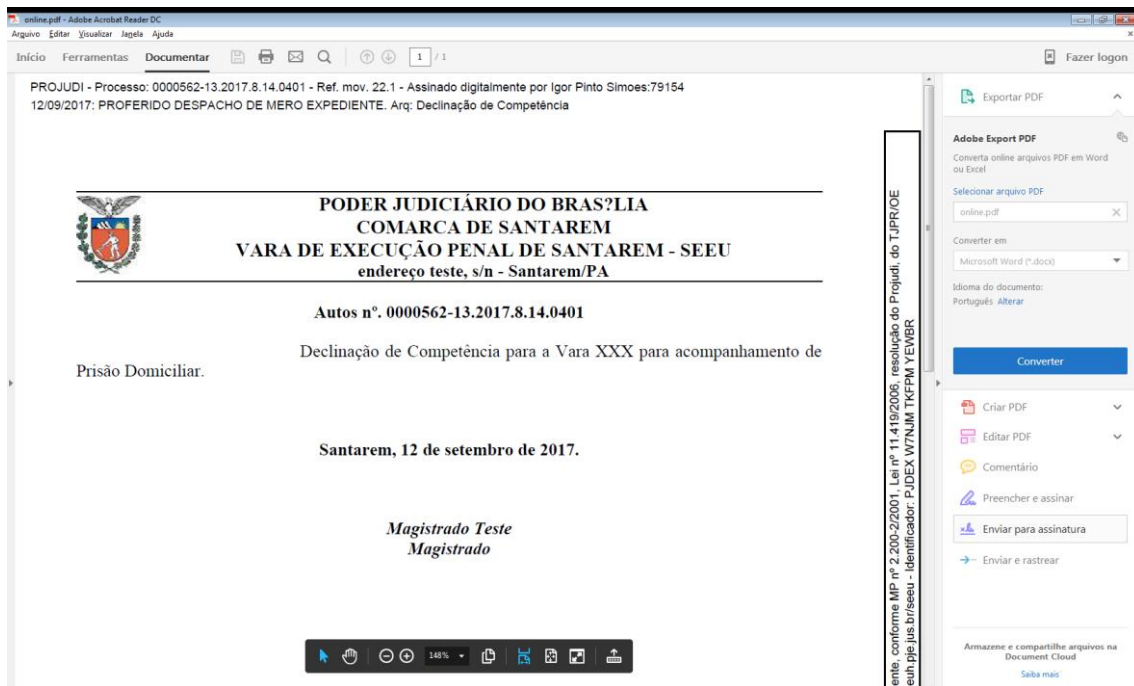 online.pdf - Adobe Acrobat Reader DC
Arquivo Editar Visualizar Janela Ajuda
Início Ferramentas Documentar 1 / 1 Fazer logon
PROJUDI - Processo: 0000562-13.2017.8.14.0401 - Ref. mov. 22.1 - Assinado digitalmente por Igor Pinto Simoes:79154
12/09/2017: PROFERIDO DESPACHO DE MERO EXPEDIENTE. Arq: Declinação de Competência
PODER JUDICIÁRIO DO BRAS?LIA
COMARCA DE SANTAREM
VARA DE EXECUÇÃO PENAL DE SANTAREM - SEEU
endereço teste, s/n - Santarem/PA
Autos nº. 0000562-13.2017.8.14.0401
Declinação de Competência para a Vara XXX para acompanhamento de
Prisão Domiciliar.
Santarem, 12 de setembro de 2017.
Magistrado Teste
Magistrado
ente, conforme MP nº 2.200-2/2001, Lei nº 11.419/2006, resolução do Projudi, do TJPR/OE
euh.pje.jus.br/seeu - Identificador: PJDEX W7NJM TKFPM YEWBR
148%
Exportar PDF
Adobe Export PDF
Converta online arquivos PDF em Word
ou Excel
Selecionar arquivo PDF
online.pdf
Converter em
Microsoft Word (*.docx)
Idioma do documento:
Português Alterar
Converter
Criar PDF
Editar PDF
Comentário
Preencher e assinar
Enviar para assinatura
Enviar e rastrear
Armazene e compartilhe arquivos na
Document Cloud
Saiba mais